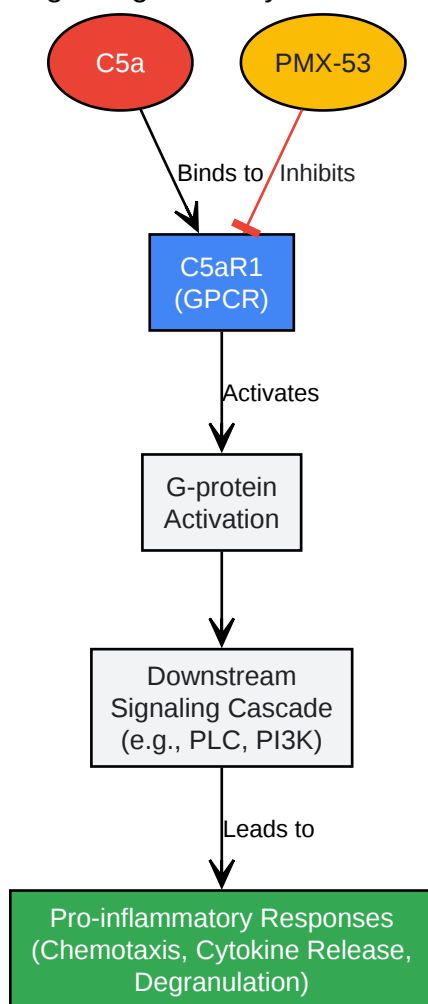 C5a
PMX-53
Binds to
Inhibits
C5aR1
(GPCR)
Activates
G-protein
Activation
Downstream
Signaling Cascade
(e.g., PLC, PI3K)
Leads to
Pro-inflammatory Responses
(Chemotaxis, Cytokine Release,
Degranulation)